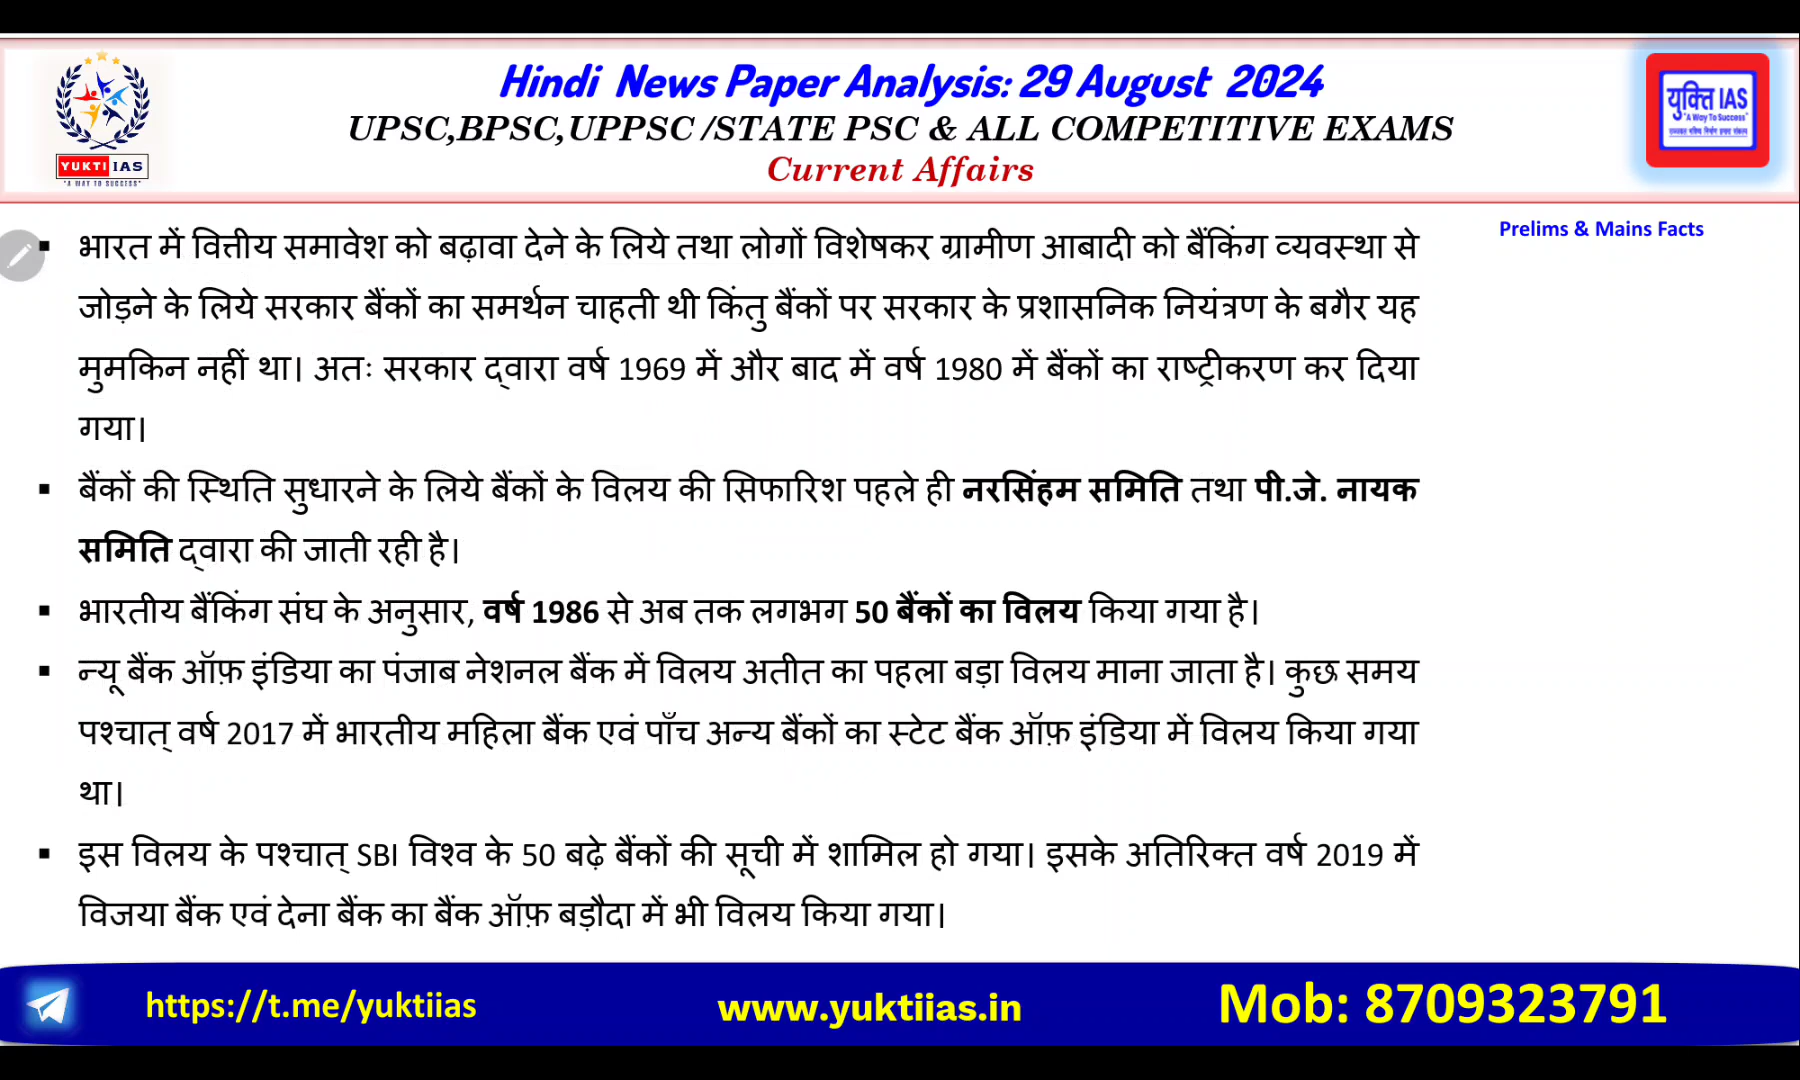 Hindi News Paper Analysis: 29 August 2024
UPSC,BPSC,UPPSC /STATE PSC & ALL COMPETITIVE EXAMS
Current Affairs
YUKTI IAS
"A WAY TO SUCCESS"
युक्ति IAS
"A Way To Success"
Prelims & Mains Facts
▪ भारत में वित्तीय समावेश को बढ़ावा देने के लिये तथा लोगों विशेषकर ग्रामीण आबादी को बैंकिंग व्यवस्था से
जोड़ने के लिये सरकार बैंकों का समर्थन चाहती थी किंतु बैंकों पर सरकार के प्रशासनिक नियंत्रण के बगैर यह
मुमकिन नहीं था। अतः सरकार द्वारा वर्ष 1969 में और बाद में वर्ष 1980 में बैंकों का राष्ट्रीकरण कर दिया
गया।
▪ बैंकों की स्थिति सुधारने के लिये बैंकों के विलय की सिफारिश पहले ही नरसिंहम समिति तथा पी.जे. नायक
समिति द्वारा की जाती रही है।
▪ भारतीय बैंकिंग संघ के अनुसार, वर्ष 1986 से अब तक लगभग 50 बैंकों का विलय किया गया है।
▪ न्यू बैंक ऑफ़ इंडिया का पंजाब नेशनल बैंक में विलय अतीत का पहला बड़ा विलय माना जाता है। कुछ समय
पश्चात् वर्ष 2017 में भारतीय महिला बैंक एवं पाँच अन्य बैंकों का स्टेट बैंक ऑफ़ इंडिया में विलय किया गया
था।
▪ इस विलय के पश्चात् SBI विश्व के 50 बढ़े बैंकों की सूची में शामिल हो गया। इसके अतिरिक्त वर्ष 2019 में
विजया बैंक एवं देना बैंक का बैंक ऑफ़ बड़ौदा में भी विलय किया गया।
https://t.me/yuktiias
www.yuktiias.in
Mob: 8709323791